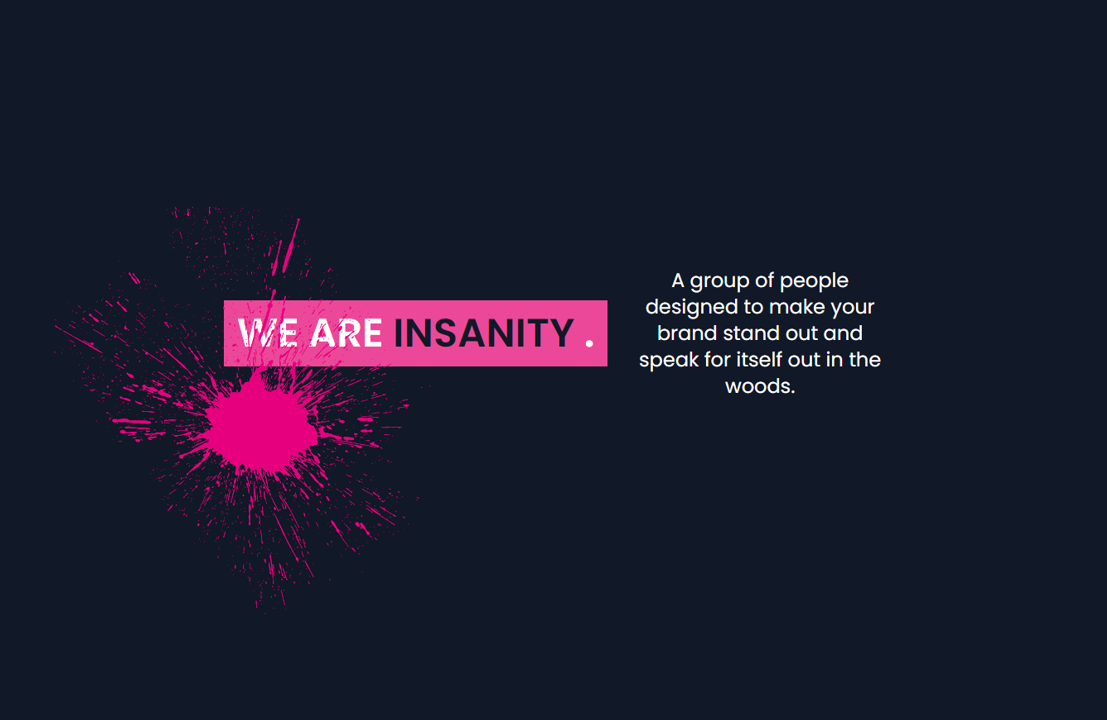 WE ARE INSANITY .
A group of people
designed to make your
brand stand out and
speak for itself out in the
woods.